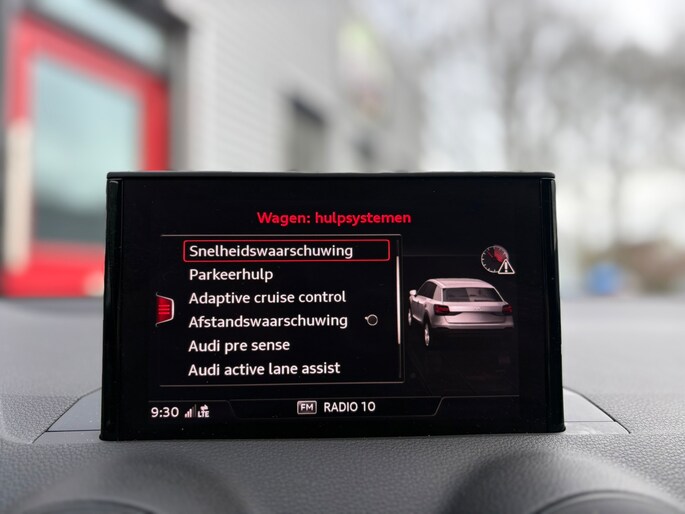 Wagen: hulpsystemen
Snelheidswaarschuwing
Parkeerhulp
Adaptive cruise control
Afstandswaarschuwing
Audi pre sense
Audi active lane assist
9:30 LTE FM RADIO 10